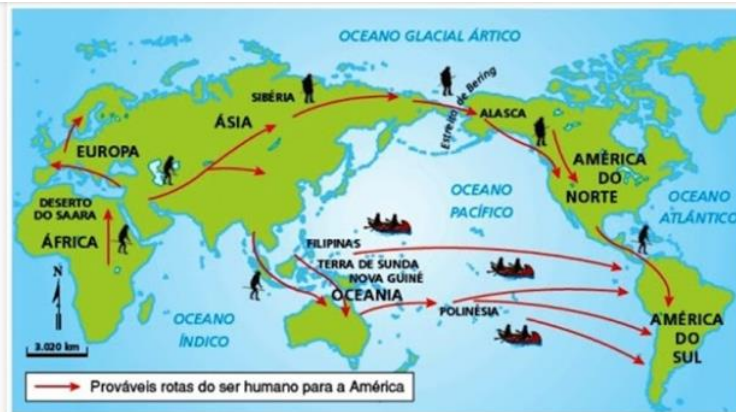 OCEANO GLACIAL ÁRTICO
SIBÉRIA
Estreito de Bering
ÁSIA
ALASCA
EUROPA
AMÉRICA
DO
NORTE
OCEANO
PACÍFICO
OCEANO
ATLÂNTICO
DESERTO
DO SAARA
ÁFRICA
FILIPINAS
TERRA DE SUNDA
NOVA GUINÉ
OCEANIA
POLINÉSIA
AMÉRICA
DO
SUL
OCEANO
ÍNDICO
N
3.020 km
Prováveis rotas do ser humano para a América